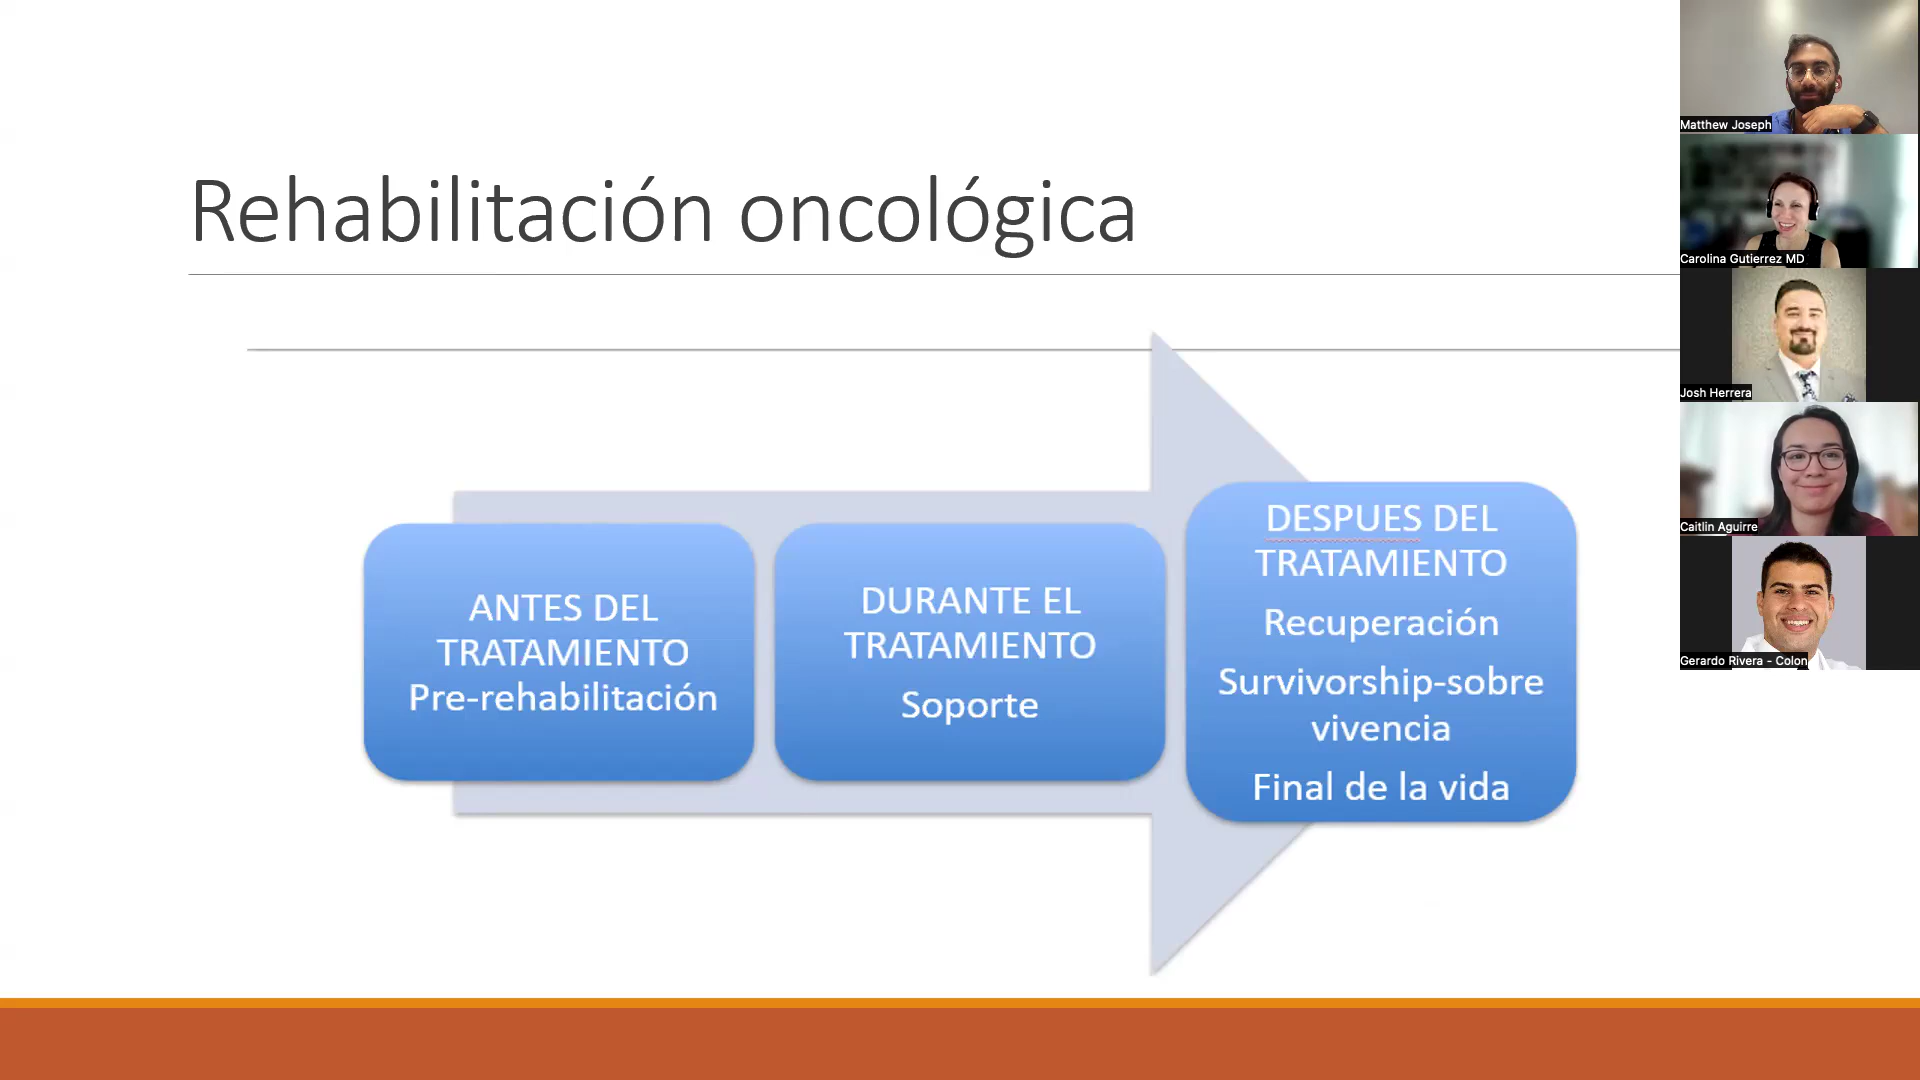 Rehabilitación oncológica
ANTES DEL
TRATAMIENTO
Pre-rehabilitación
DURANTE EL
TRATAMIENTO
Soporte
DESPUES DEL
TRATAMIENTO
Recuperación
Survivorship-sobre
vivencia
Final de la vida
Matthew Joseph
Carolina Gutierrez MD
Josh Herrera
Caitlin Aguirre
Gerardo Rivera - Colon